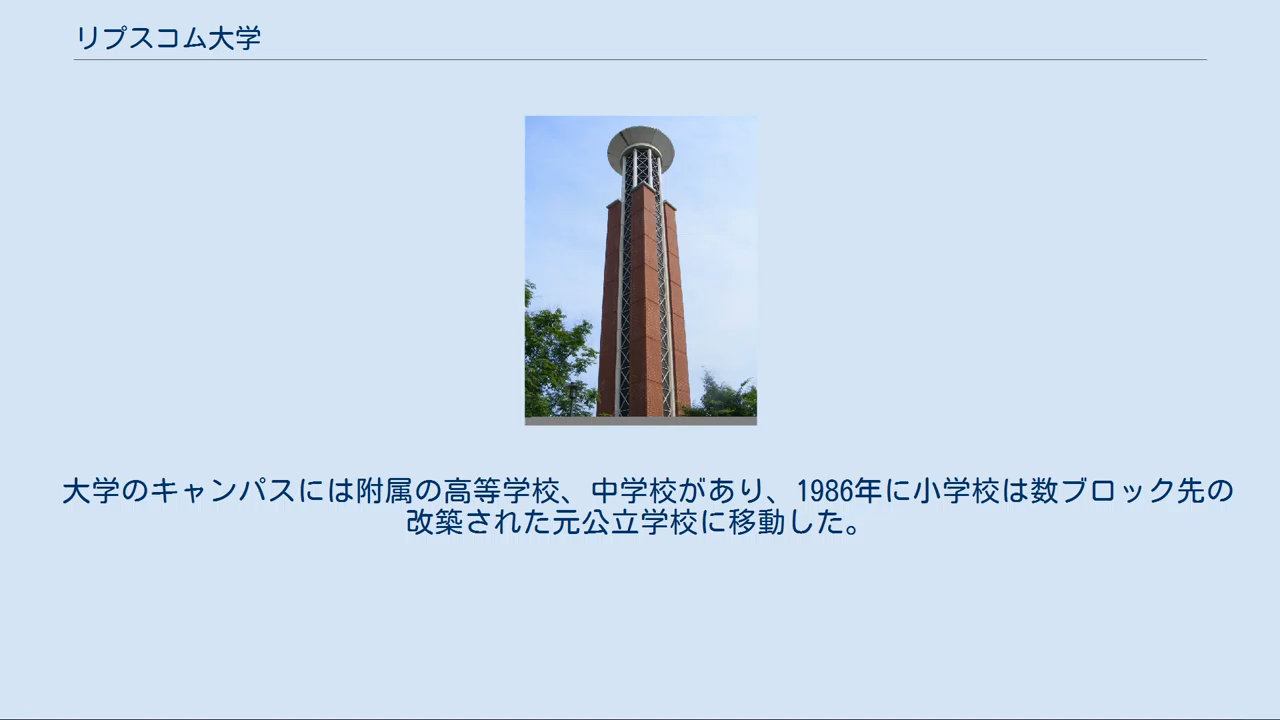 リプスコム大学
大学のキャンパスには附属の高等学校、中学校があり、1986年に小学校は数ブロック先の
改築された元公立学校に移動した。